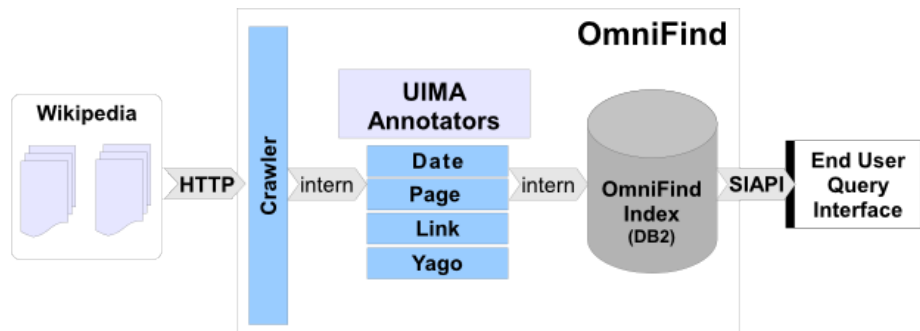 OmniFind
Wikipedia
HTTP
Crawler
intern
UIMA
Annotators
Date
Page
Link
Yago
intern
OmniFind
Index
(DB2)
SIAPI
End User
Query
Interface